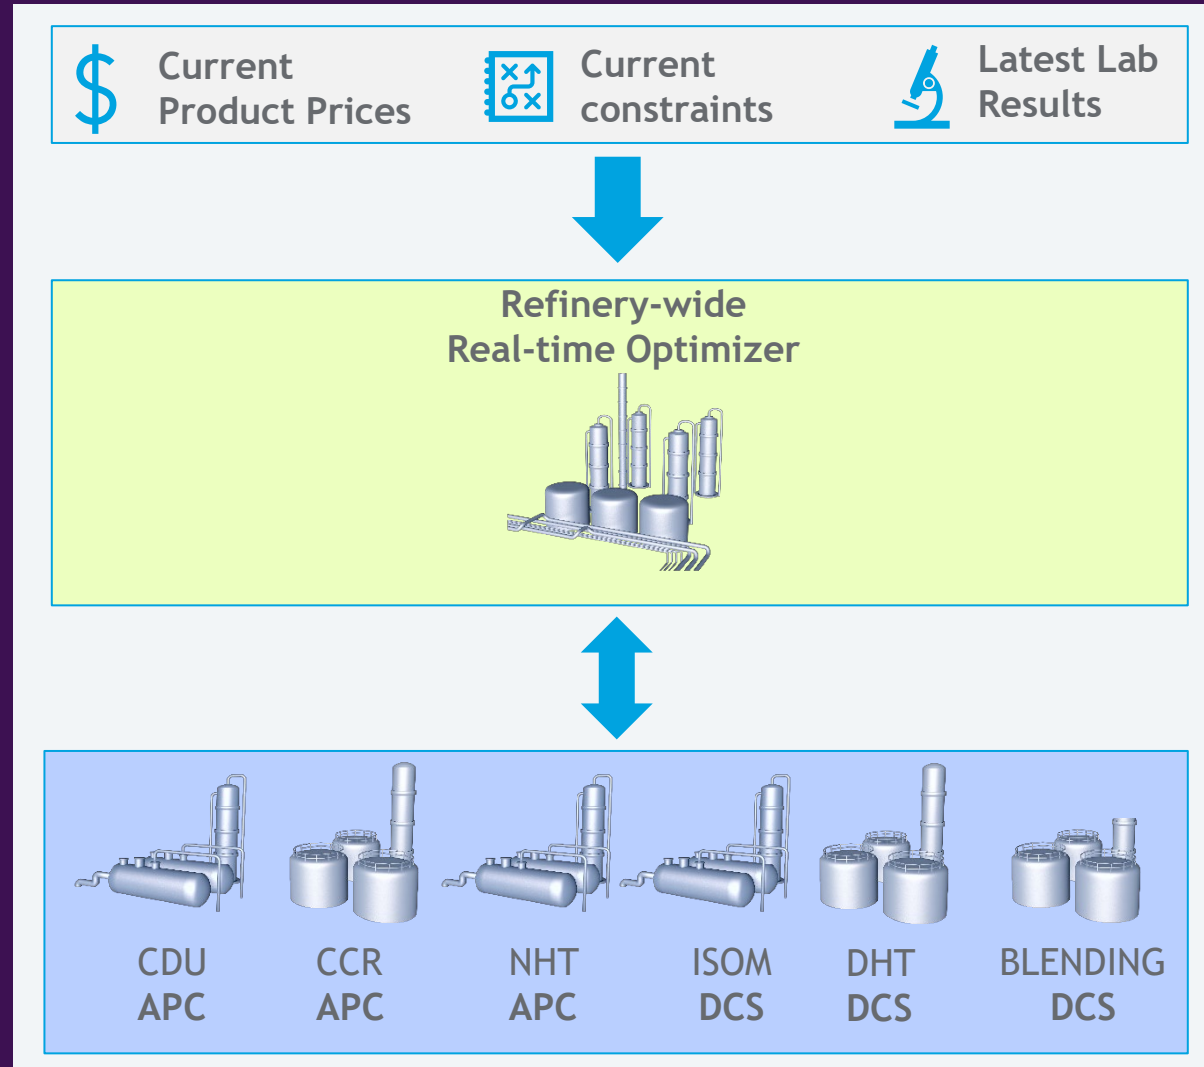 Current
Product Prices
Current
constraints
Latest Lab
Results
Refinery-wide
Real-time Optimizer
CDU
APC
CCR
APC
NHT
APC
ISOM
DCS
DHT
DCS
BLENDING
DCS